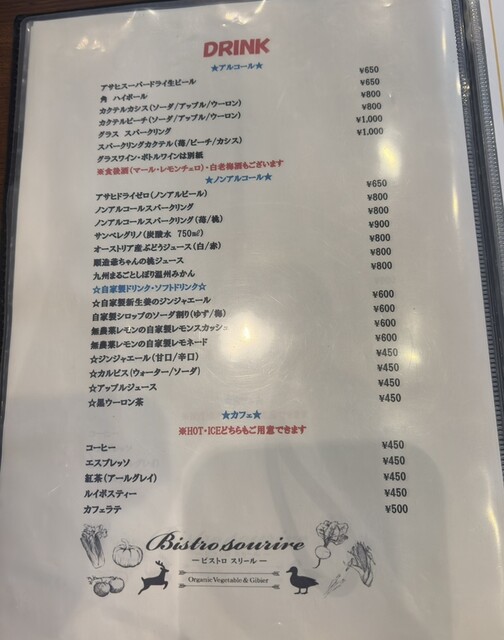 DRINK
★アルコール★
アサヒスーパードライ生ビール ¥650
角 ハイボール ¥650
カクテルカシス(ソーダ/アップル/ウーロン) ¥800
カクテルピーチ(ソーダ/アップル/ウーロン) ¥800
グラス スパークリング ¥1,000
スパークリングカクテル(苺/ピーチ/カシス) ¥1,000
グラスワイン・ボトルワインは別紙
※食後酒(マール・レモンチェロ)・白老梅酒もございます
★ノンアルコール★
アサヒドライゼロ(ノンアルビール) ¥650
ノンアルコールスパークリング ¥800
ノンアルコールスパークリング(苺/桃) ¥800
サンペレグリノ(炭酸水 750㎖) ¥900
オーストリア産ぶどうジュース(白/赤) ¥800
順造爺ちゃんの桃ジュース ¥800
九州まるごとしぼり温州みかん ¥800
☆自家製ドリンク・ソフトドリンク☆
☆自家製新生姜のジンジャエール ¥600
自家製シロップのソーダ割り(ゆず/梅) ¥600
無農薬レモンの自家製レモンスカッシュ ¥600
無農薬レモンの自家製レモネード ¥600
☆ジンジャエール(甘口/辛口) ¥450
☆カルピス(ウォーター/ソーダ) ¥450
☆アップルジュース ¥450
☆黒ウーロン茶 ¥450
★カフェ★
※HOT・ICEどちらもご用意できます
コーヒー ¥450
エスプレッソ ¥450
紅茶(アールグレイ) ¥450
ルイボスティー ¥450
カフェラテ ¥500
Bistro sourire
ービストロ スリールー
Organic Vegetable & Gibier